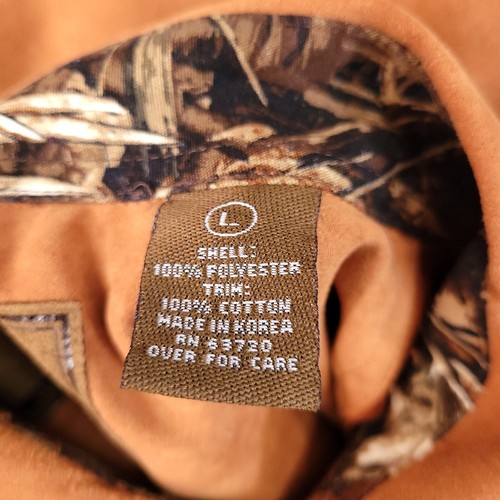 L
SHELL:
100% POLYESTER
TRIM:
100% COTTON
MADE IN KOREA
RN 63720
OVER FOR CARE